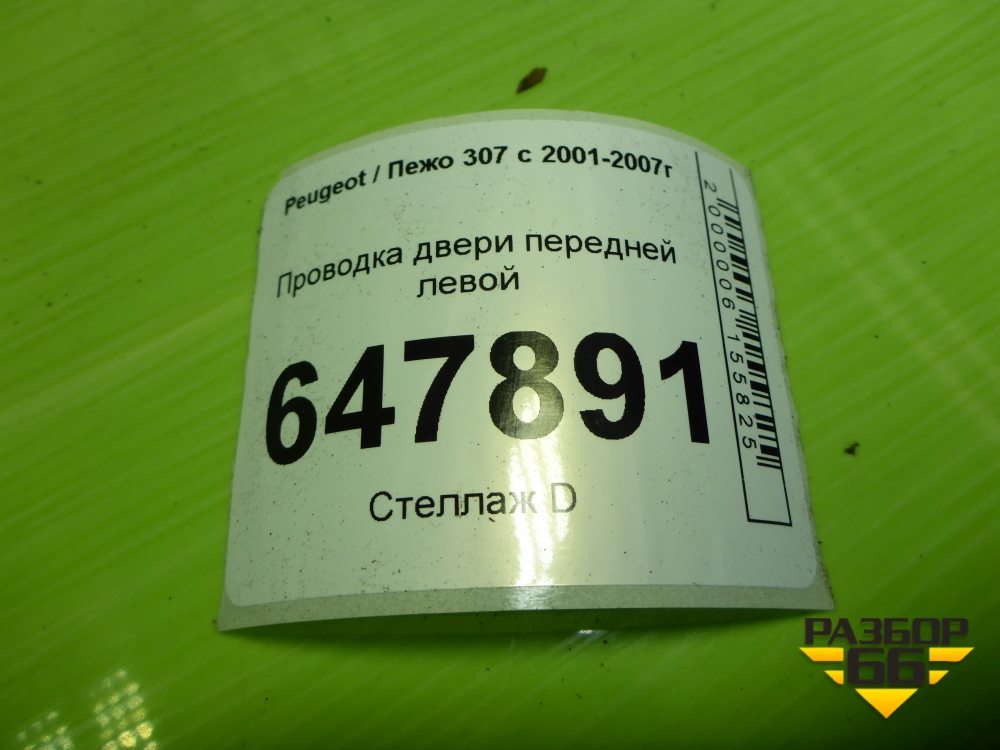 Peugeot / Пежо 307 с 2001-2007г
Проводка двери передней
левой
647891
Стеллаж D
2000006155825
РАЗБОР
66